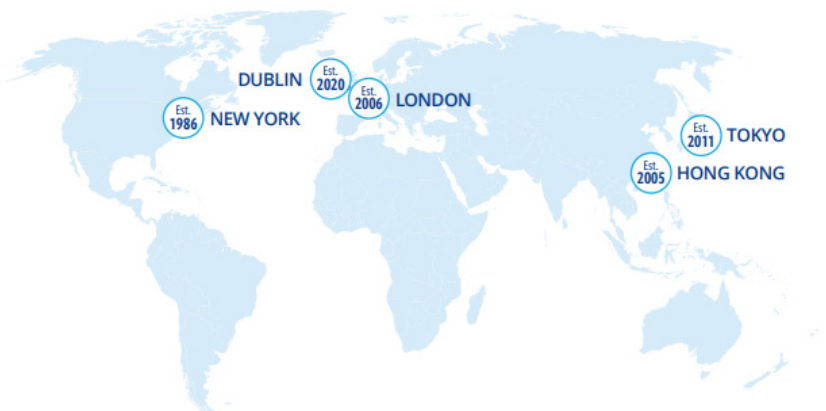 DUBLIN
Est.
2020
Est.
2006
LONDON
Est.
1986
NEW YORK
Est.
2011
TOKYO
Est.
2005
HONG KONG